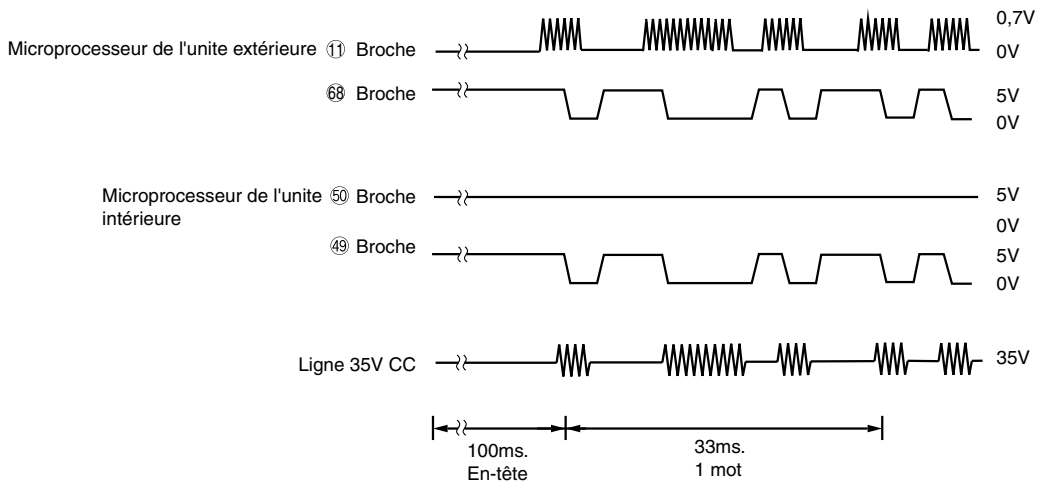 0,7V
Microprocesseur de l'unite extérieure ⑪ Broche
0V
68 Broche
5V
0V
Microprocesseur de l'unite ㊿ Broche
intérieure
5V
0V
㊾ Broche
5V
0V
Ligne 35V CC
35V
100ms.
En-tête
33ms.
1 mot